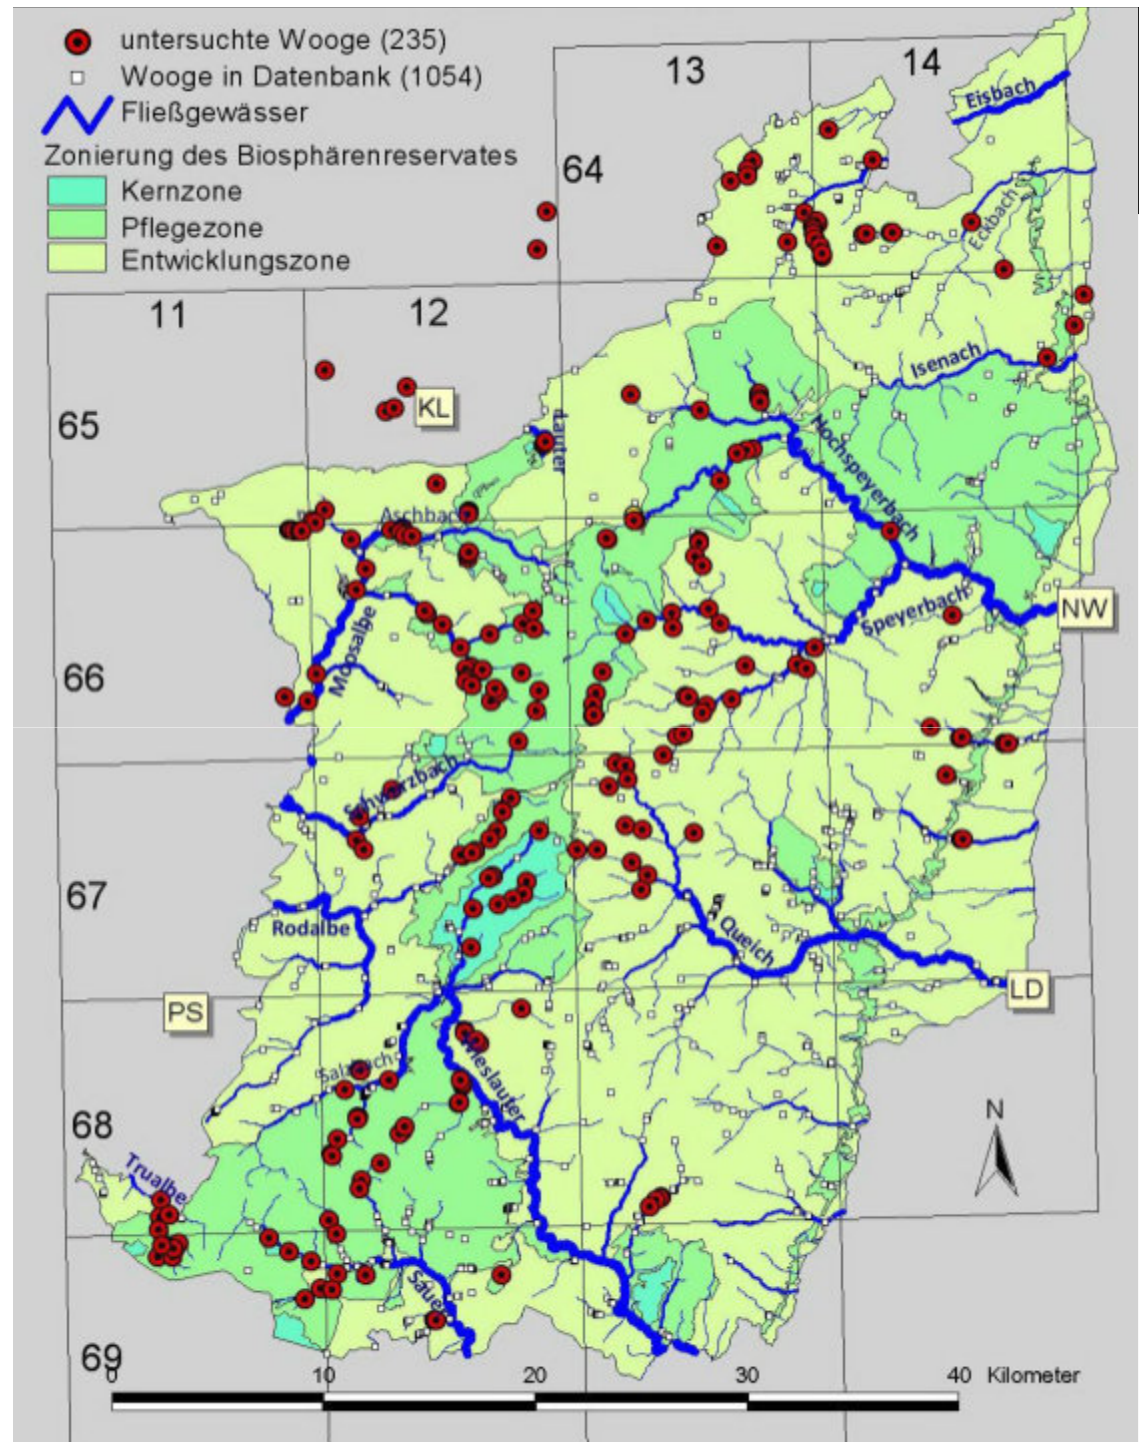 untersuchte Wooge (235)
Wooge in Datenbank (1054)
Fließgewässer
Zonierung des Biosphärenreservates
Kernzone
Pflegezone
Entwicklungszone
13
14
Eisbach
64
Eckbach
11
12
Isenach
KL
65
Lauter
Hochspeyerbach
Aschbach
NW
Speyerbach
Moosalbe
66
Schwarzbach
67
Rodalbe
Queich
LD
PS
Wieslauter
Salzbach
N
68
Trualbe
Sauer
69
0 10 20 30 40 Kilometer